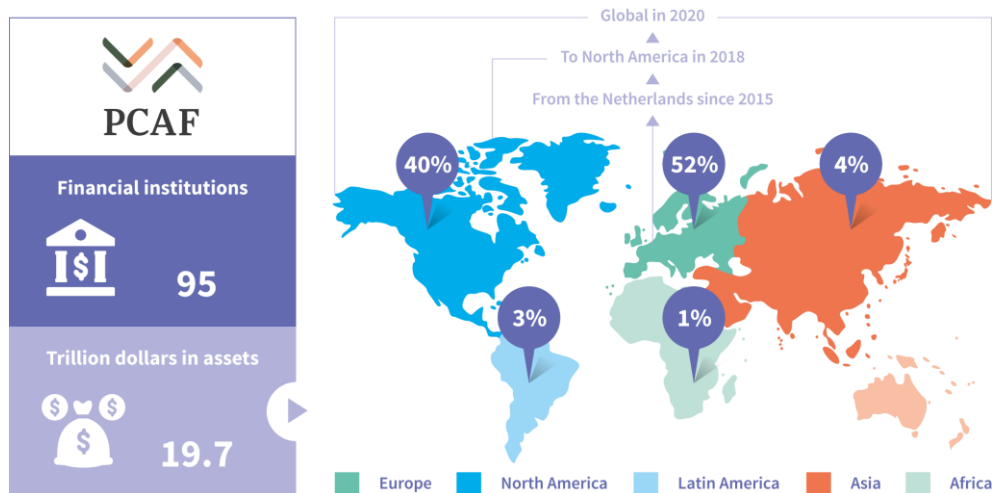 PCAF
Financial institutions
$
95
Trillion dollars in assets
$ $
$
19.7
Global in 2020
To North America in 2018
From the Netherlands since 2015
40%
52%
4%
3%
1%
Europe
North America
Latin America
Asia
Africa